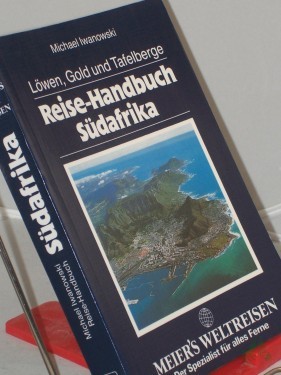 Michael Iwanowski
Löwen, Gold und Tafelberge
Reise-Handbuch
Südafrika
MEIER'S WELTREISEN
Der Spezialist für alles Ferne
Südafrika
Michael Iwanowski
Reise-Handbuch